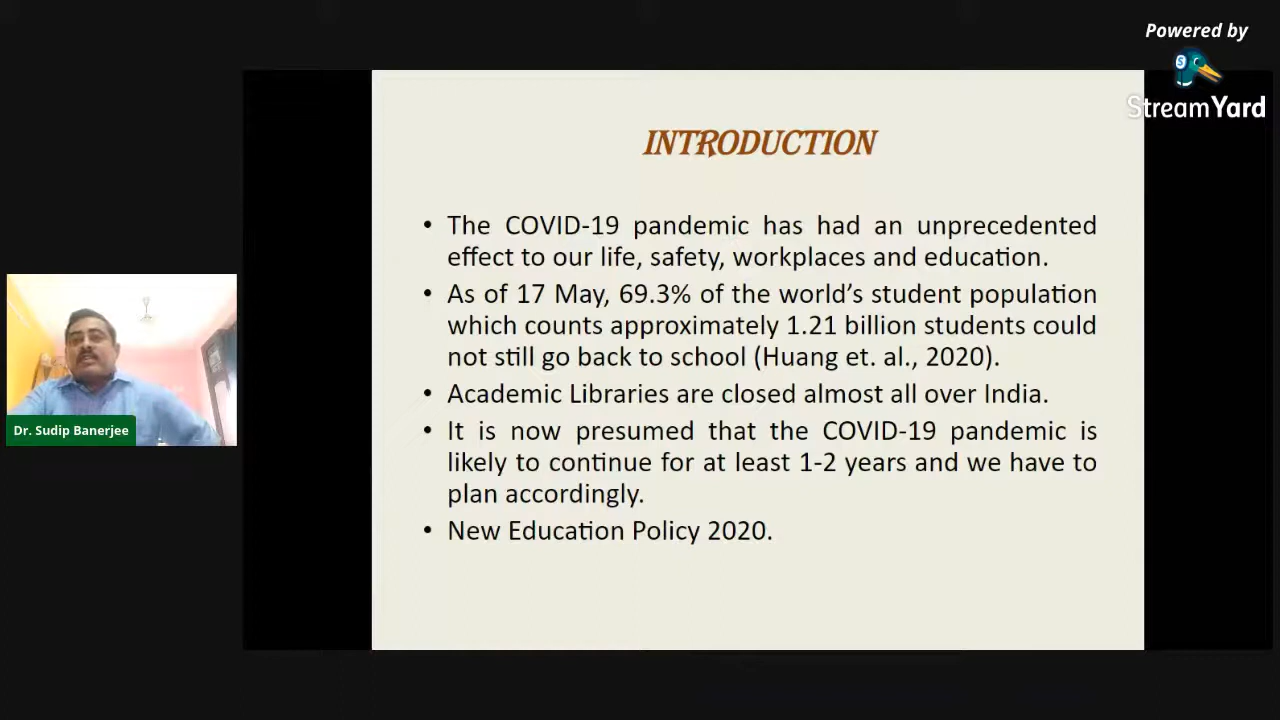 Powered by
StreamYard
INTRODUCTION
• The COVID-19 pandemic has had an unprecedented
effect to our life, safety, workplaces and education.
• As of 17 May, 69.3% of the world's student population
which counts approximately 1.21 billion students could
not still go back to school (Huang et. al., 2020).
• Academic Libraries are closed almost all over India.
• It is now presumed that the COVID-19 pandemic is
likely to continue for at least 1-2 years and we have to
plan accordingly.
• New Education Policy 2020.
Dr. Sudip Banerjee